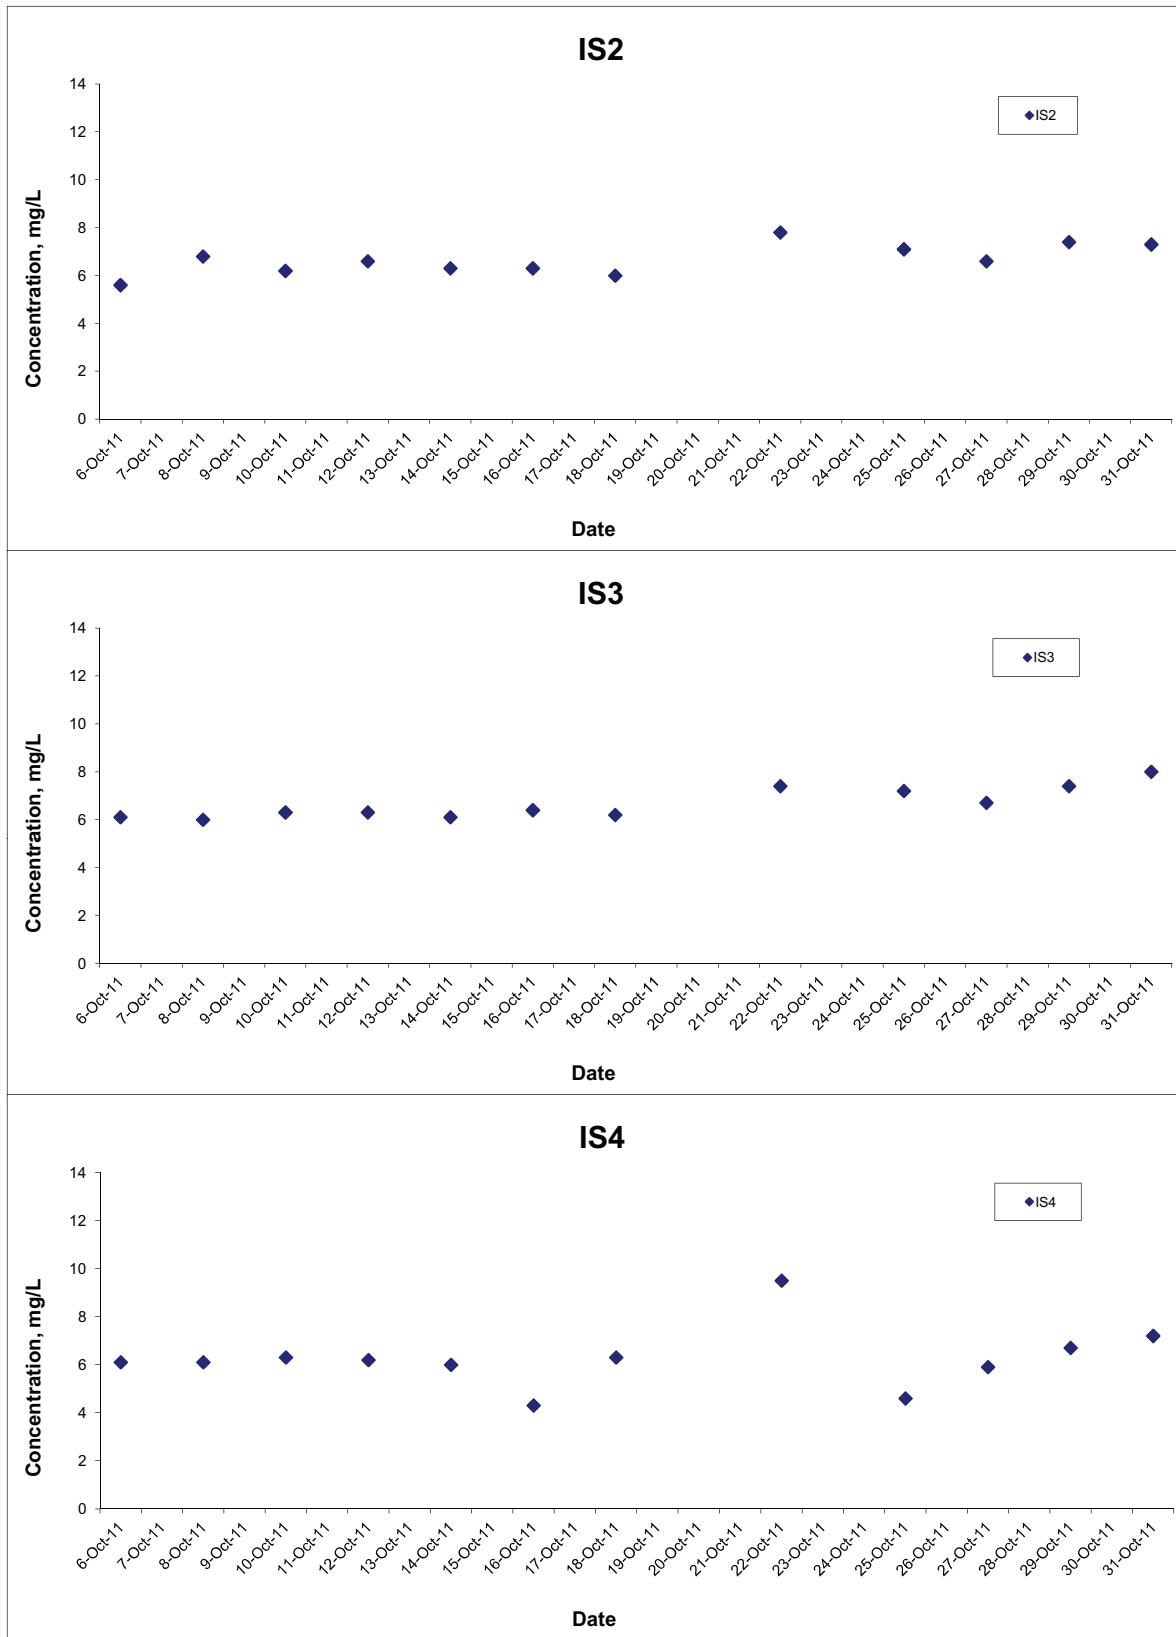 IS2
14
12
10
8
6
4
2
0
Concentration, mg/L
IS2
6-Oct-11 7-Oct-11 8-Oct-11 9-Oct-11 10-Oct-11 11-Oct-11 12-Oct-11 13-Oct-11 14-Oct-11 15-Oct-11 16-Oct-11 17-Oct-11 18-Oct-11 19-Oct-11 20-Oct-11 21-Oct-11 22-Oct-11 23-Oct-11 24-Oct-11 25-Oct-11 26-Oct-11 27-Oct-11 28-Oct-11 29-Oct-11 30-Oct-11 31-Oct-11
Date
IS3
14
12
10
8
6
4
2
0
Concentration, mg/L
IS3
6-Oct-11 7-Oct-11 8-Oct-11 9-Oct-11 10-Oct-11 11-Oct-11 12-Oct-11 13-Oct-11 14-Oct-11 15-Oct-11 16-Oct-11 17-Oct-11 18-Oct-11 19-Oct-11 20-Oct-11 21-Oct-11 22-Oct-11 23-Oct-11 24-Oct-11 25-Oct-11 26-Oct-11 27-Oct-11 28-Oct-11 29-Oct-11 30-Oct-11 31-Oct-11
Date
IS4
14
12
10
8
6
4
2
0
Concentration, mg/L
IS4
6-Oct-11 7-Oct-11 8-Oct-11 9-Oct-11 10-Oct-11 11-Oct-11 12-Oct-11 13-Oct-11 14-Oct-11 15-Oct-11 16-Oct-11 17-Oct-11 18-Oct-11 19-Oct-11 20-Oct-11 21-Oct-11 22-Oct-11 23-Oct-11 24-Oct-11 25-Oct-11 26-Oct-11 27-Oct-11 28-Oct-11 29-Oct-11 30-Oct-11 31-Oct-11
Date